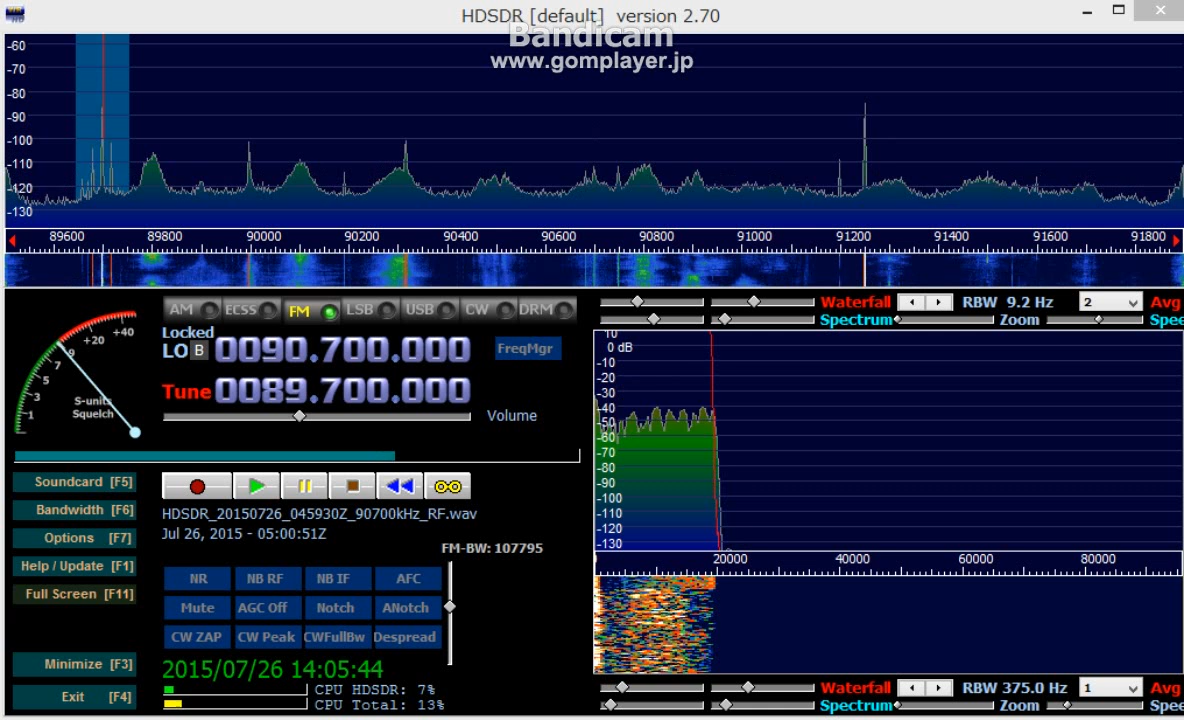 HDSDR [default] version 2.70
Bandicam
www.gomplayer.jp
-60
-70
-80
-90
-100
-110
-120
-130
89600 89800 90000 90200 90400 90600 90800 91000 91200 91400 91600 91800
AM ECSS FM LSB USB CW DRM
+40
+20
9
7
5
3
1
S-units
Squelch
Locked
LO B 0090.700.000 FreqMgr
Tune 0089.700.000
Volume
Waterfall RBW 9.2 Hz 2 Avg
Spectrum Zoom Spee
10
0 dB
-10
-20
-30
-40
-50
-60
-70
-80
-90
-100
-110
-120
-130
20000 40000 60000 80000
Soundcard [F5]
Bandwidth [F6]
Options [F7]
Help / Update [F1]
Full Screen [F11]
Minimize [F3]
Exit [F4]
HDSDR_20150726_045930Z_90700kHz_RF.wav
Jul 26, 2015 - 05:00:51Z
FM-BW: 107795
NR NB RF NB IF AFC
Mute AGC Off Notch ANotch
CW ZAP CW Peak CWFullBw Despread
2015/07/26 14:05:44
CPU HDSDR: 7%
CPU Total: 13%
Waterfall RBW 375.0 Hz 1 Avg
Spectrum Zoom Spee